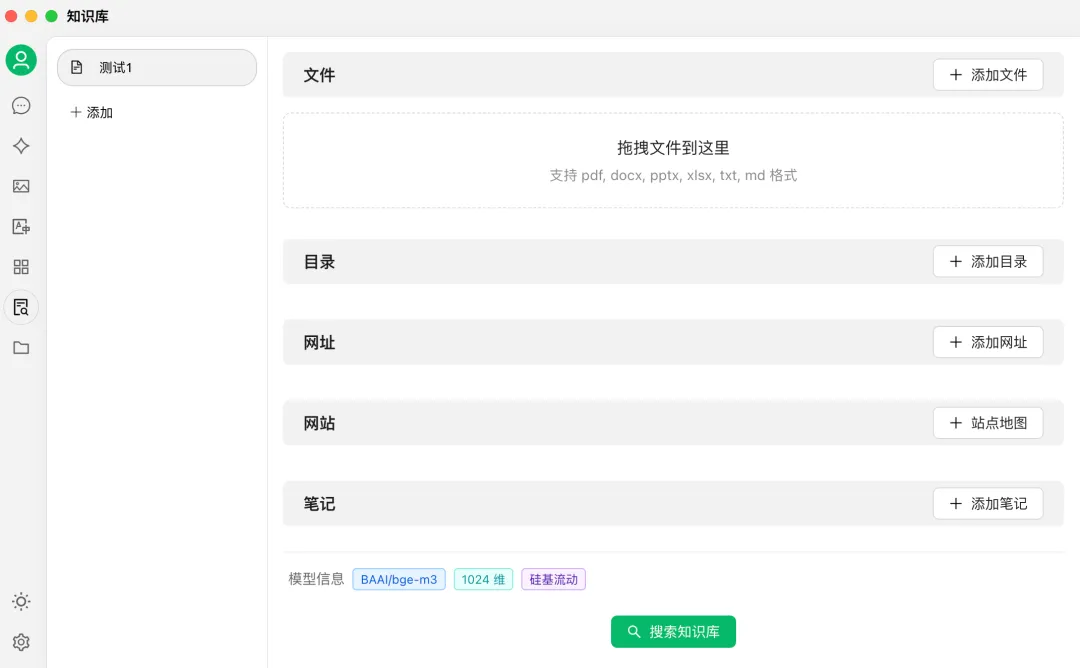 知识库
测试1
添加
文件
添加文件
拖拽文件到这里
支持 pdf, docx, pptx, xlsx, txt, md 格式
目录
添加目录
网址
添加网址
网站
站点地图
笔记
添加笔记
模型信息 BAAI/bge-m3 1024 维 硅基流动
搜索知识库